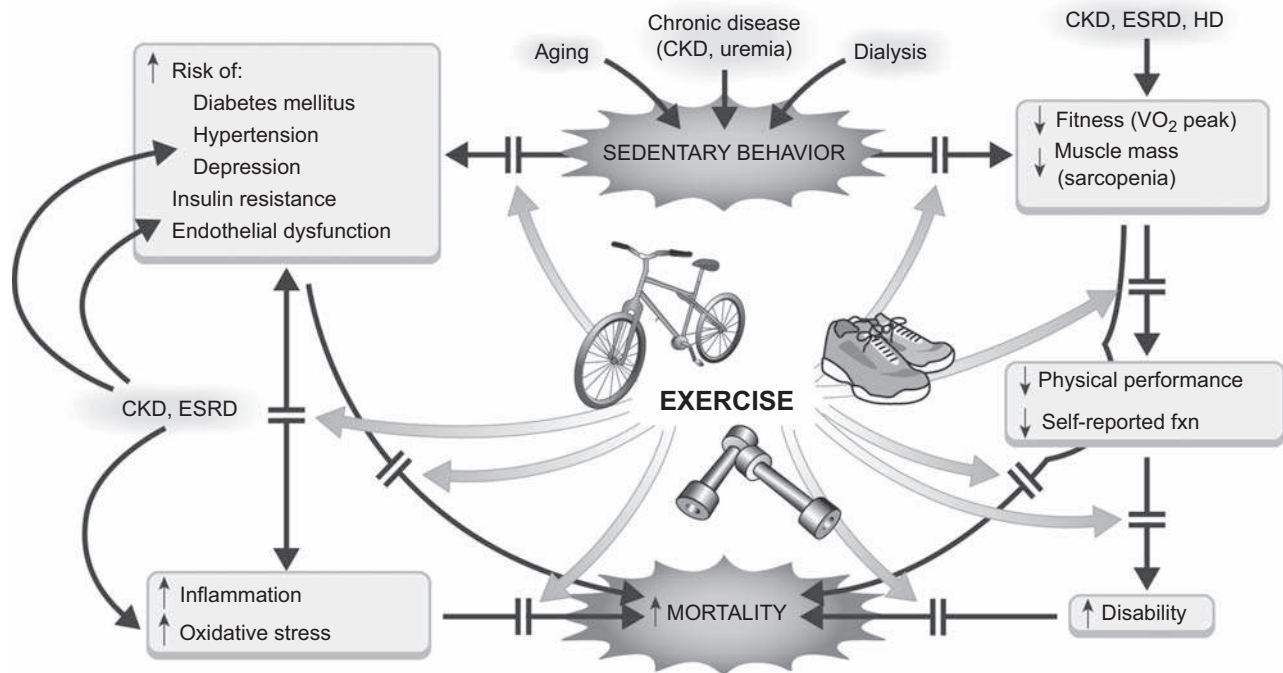 Chronic disease
(CKD, uremia)
Aging
Dialysis
CKD, ESRD, HD
↑ Risk of:
Diabetes mellitus
Hypertension
Depression
Insulin resistance
Endothelial dysfunction
SEDENTARY BEHAVIOR
↓ Fitness (VO₂ peak)
↓ Muscle mass
(sarcopenia)
CKD, ESRD
EXERCISE
↓ Physical performance
↓ Self-reported fxn
↑ Inflammation
↑ Oxidative stress
↑ MORTALITY
↑ Disability